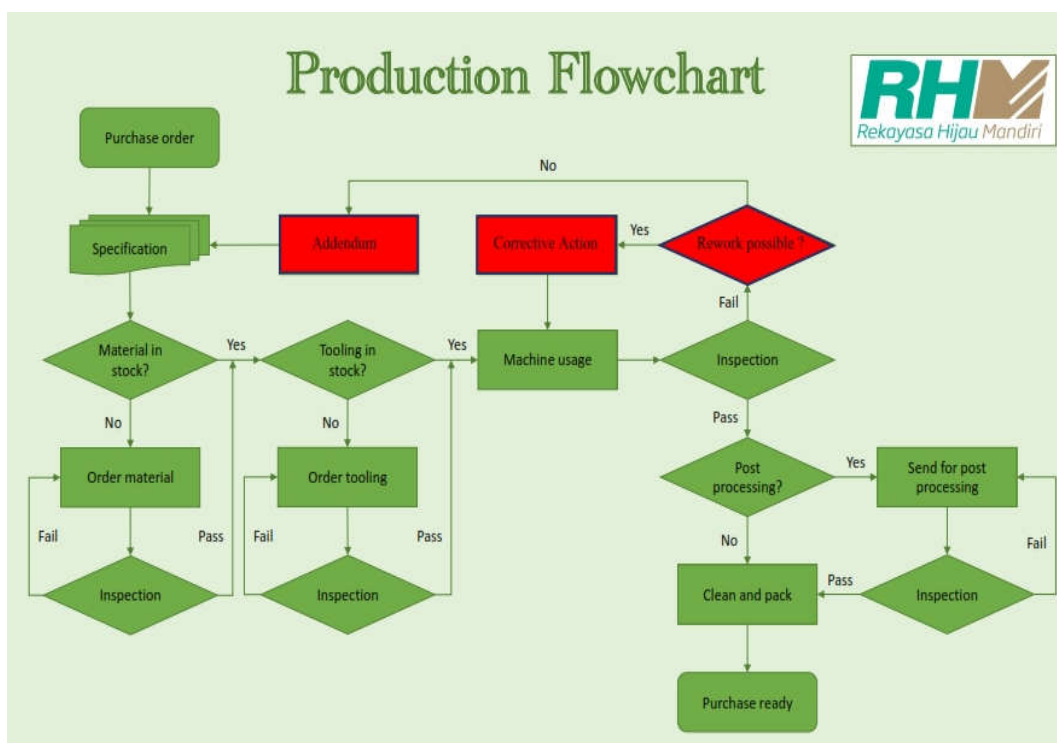 Production Flowchart
RHM
Rekayasa Hijau Mandiri
Purchase order
No
Specification
Addendum
Corrective Action
Yes
Rework possible ?
Fail
Material in
stock?
Yes
Tooling in
stock?
Yes
Machine usage
Inspection
No
No
Pass
Order material
Order tooling
Post
processing?
Yes
Send for post
processing
Fail
Pass
Fail
Pass
No
Fail
Inspection
Inspection
Clean and pack
Pass
Inspection
Purchase ready